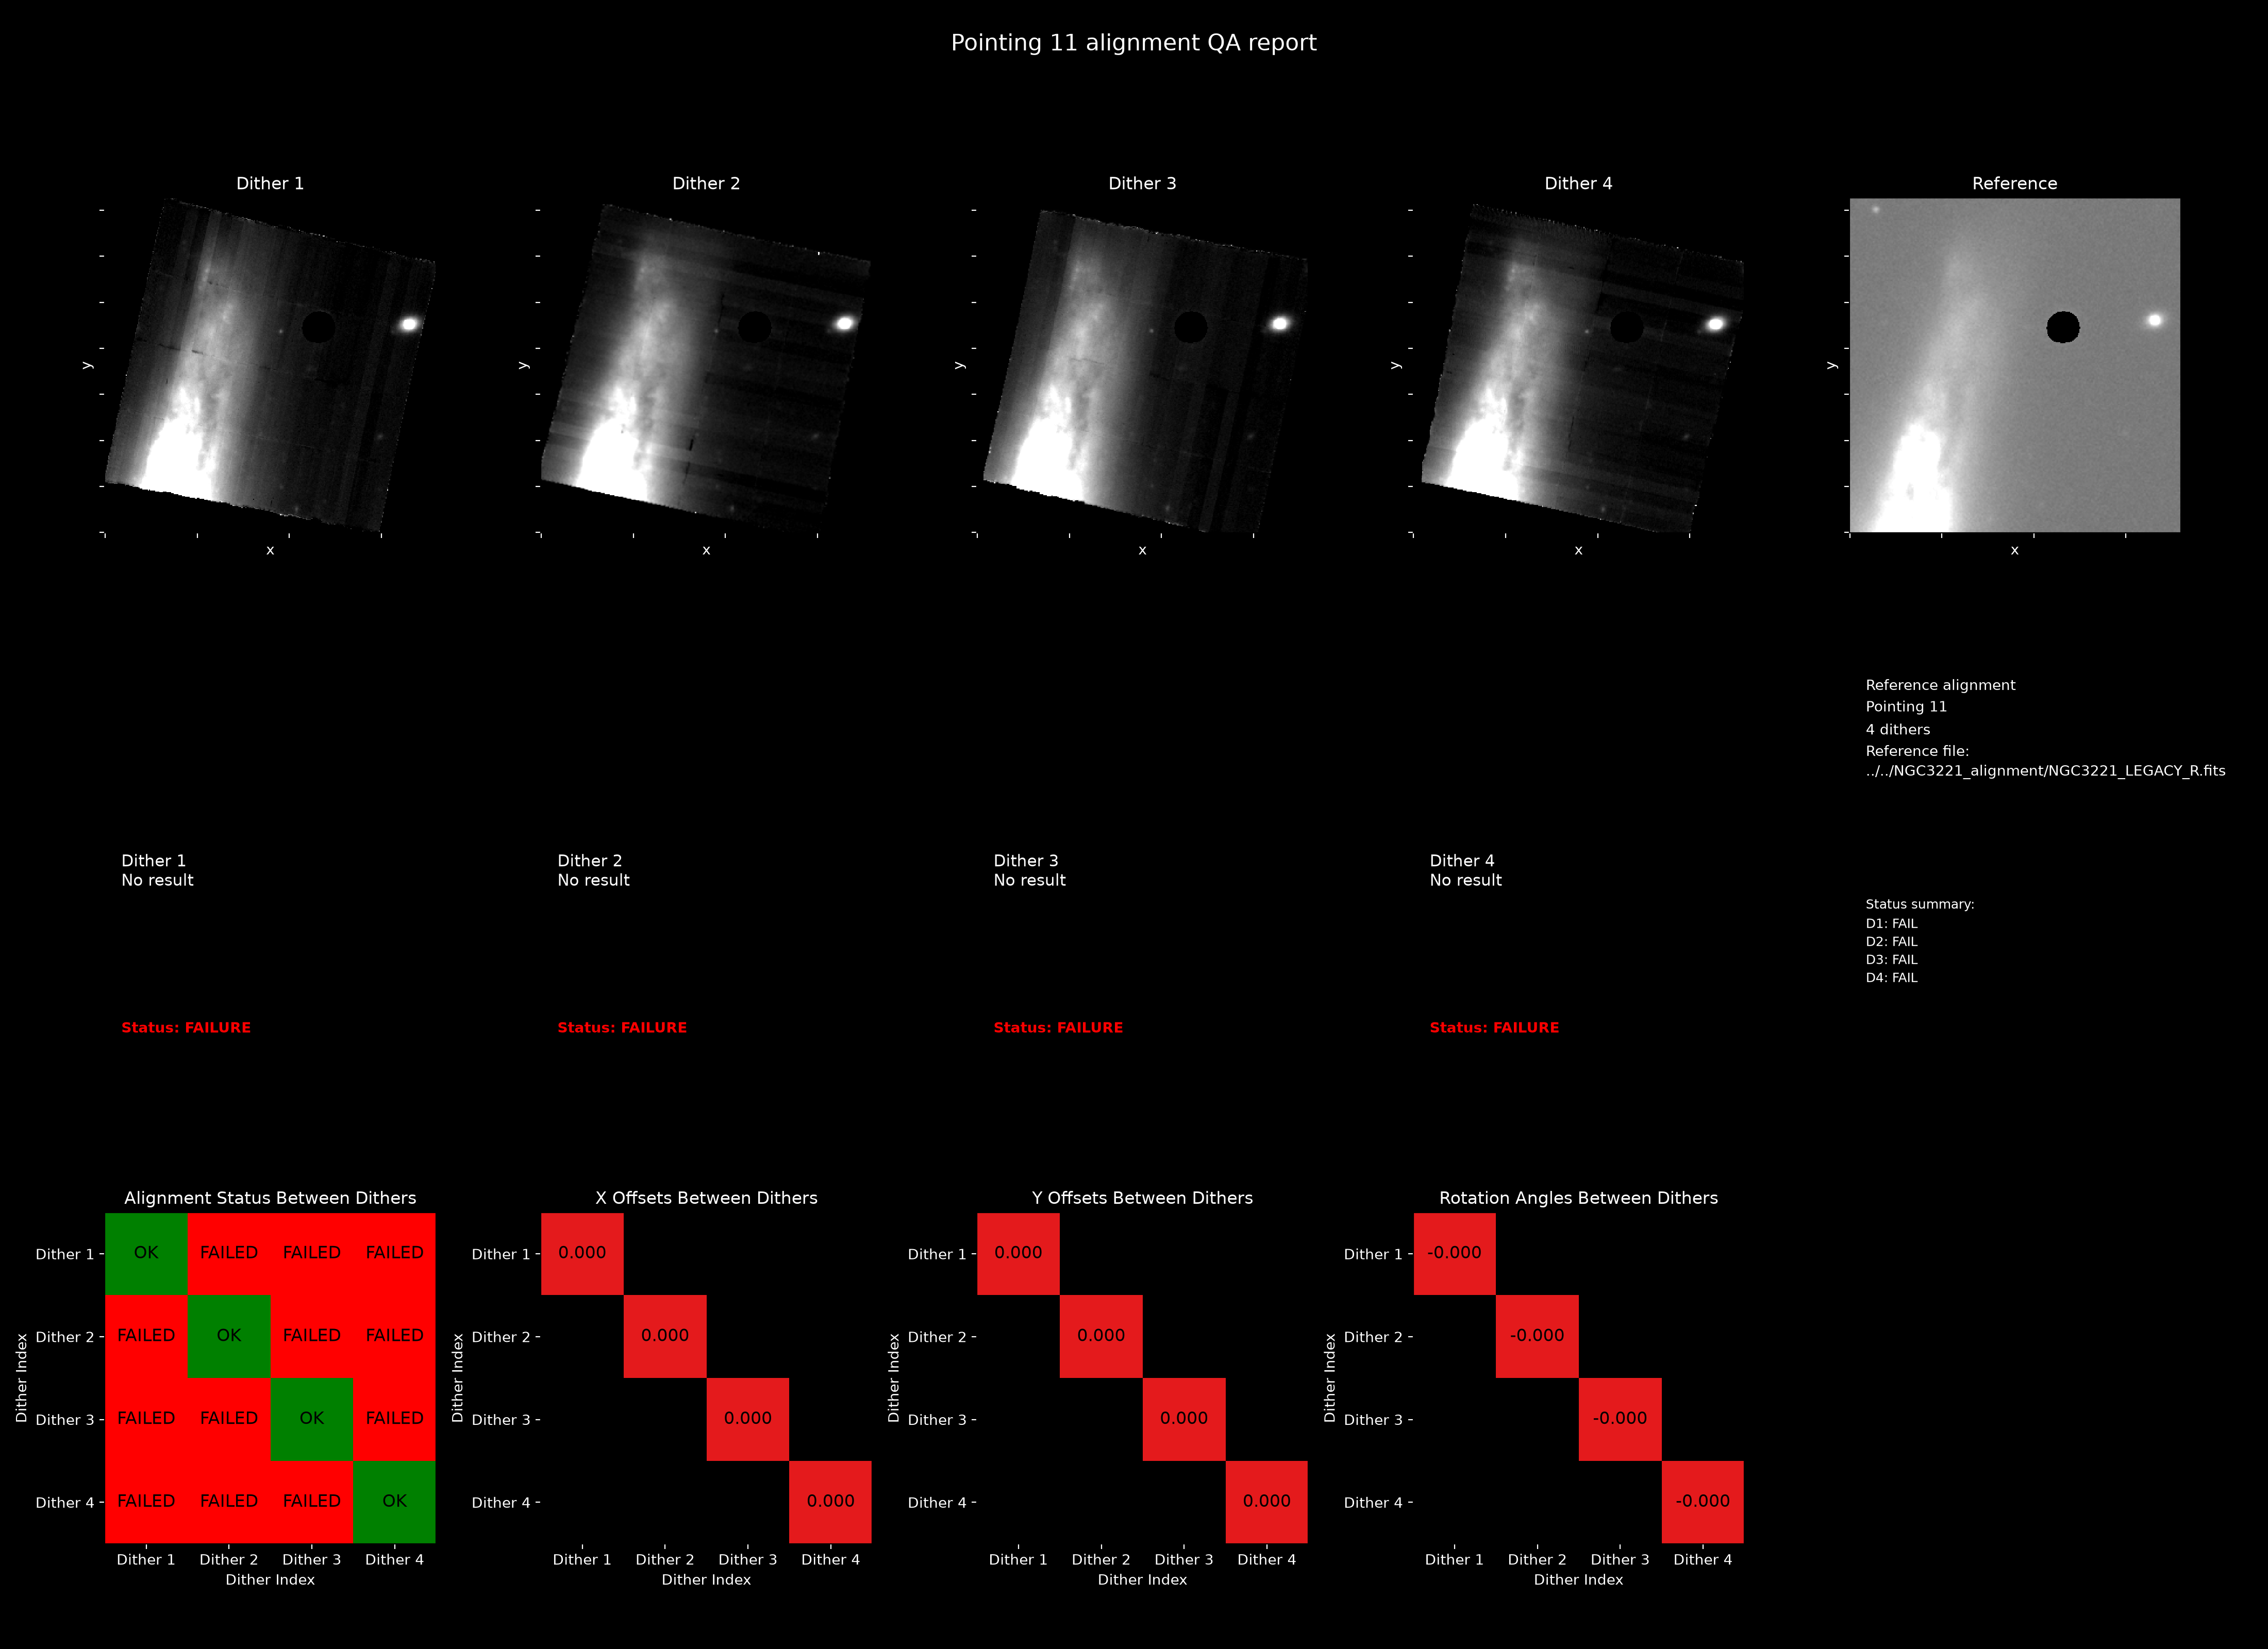 Pointing 11 alignment QA report
Dither 1
Dither 2
Dither 3
Dither 4
Reference
y
x
y
x
y
x
y
x
y
x
Reference alignment
Pointing 11
4 dithers
Reference file:
../../NGC3221_alignment/NGC3221_LEGACY_R.fits
Dither 1
No result
Dither 2
No result
Dither 3
No result
Dither 4
No result
Status summary:
D1: FAIL
D2: FAIL
D3: FAIL
D4: FAIL
Status: FAILURE
Status: FAILURE
Status: FAILURE
Status: FAILURE
Alignment Status Between Dithers
Dither Index
Dither 1 OK FAILED FAILED FAILED
Dither 2 FAILED OK FAILED FAILED
Dither 3 FAILED FAILED OK FAILED
Dither 4 FAILED FAILED FAILED OK
Dither 1 Dither 2 Dither 3 Dither 4
Dither Index
X Offsets Between Dithers
Dither Index
Dither 1 0.000
Dither 2 0.000
Dither 3 0.000
Dither 4 0.000
Dither 1 Dither 2 Dither 3 Dither 4
Dither Index
Y Offsets Between Dithers
Dither Index
Dither 1 0.000
Dither 2 0.000
Dither 3 0.000
Dither 4 0.000
Dither 1 Dither 2 Dither 3 Dither 4
Dither Index
Rotation Angles Between Dithers
Dither Index
Dither 1 -0.000
Dither 2 -0.000
Dither 3 -0.000
Dither 4 -0.000
Dither 1 Dither 2 Dither 3 Dither 4
Dither Index